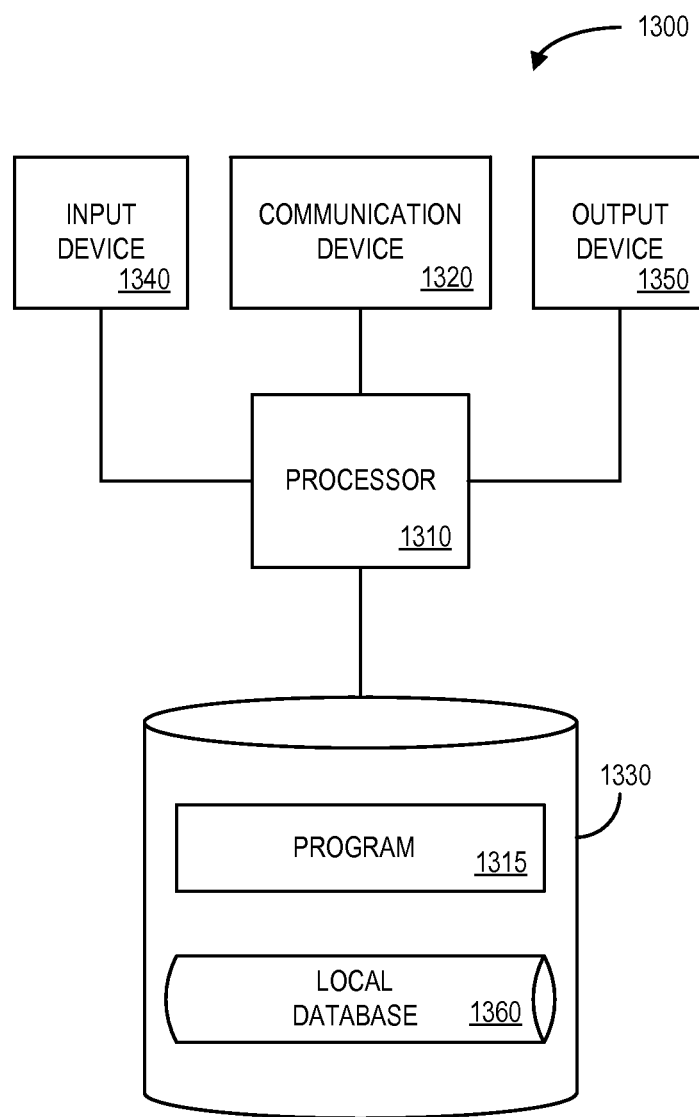 1300
INPUT
DEVICE
1340
COMMUNICATION
DEVICE
1320
OUTPUT
DEVICE
1350
PROCESSOR
1310
1330
PROGRAM
1315
LOCAL
DATABASE
1360